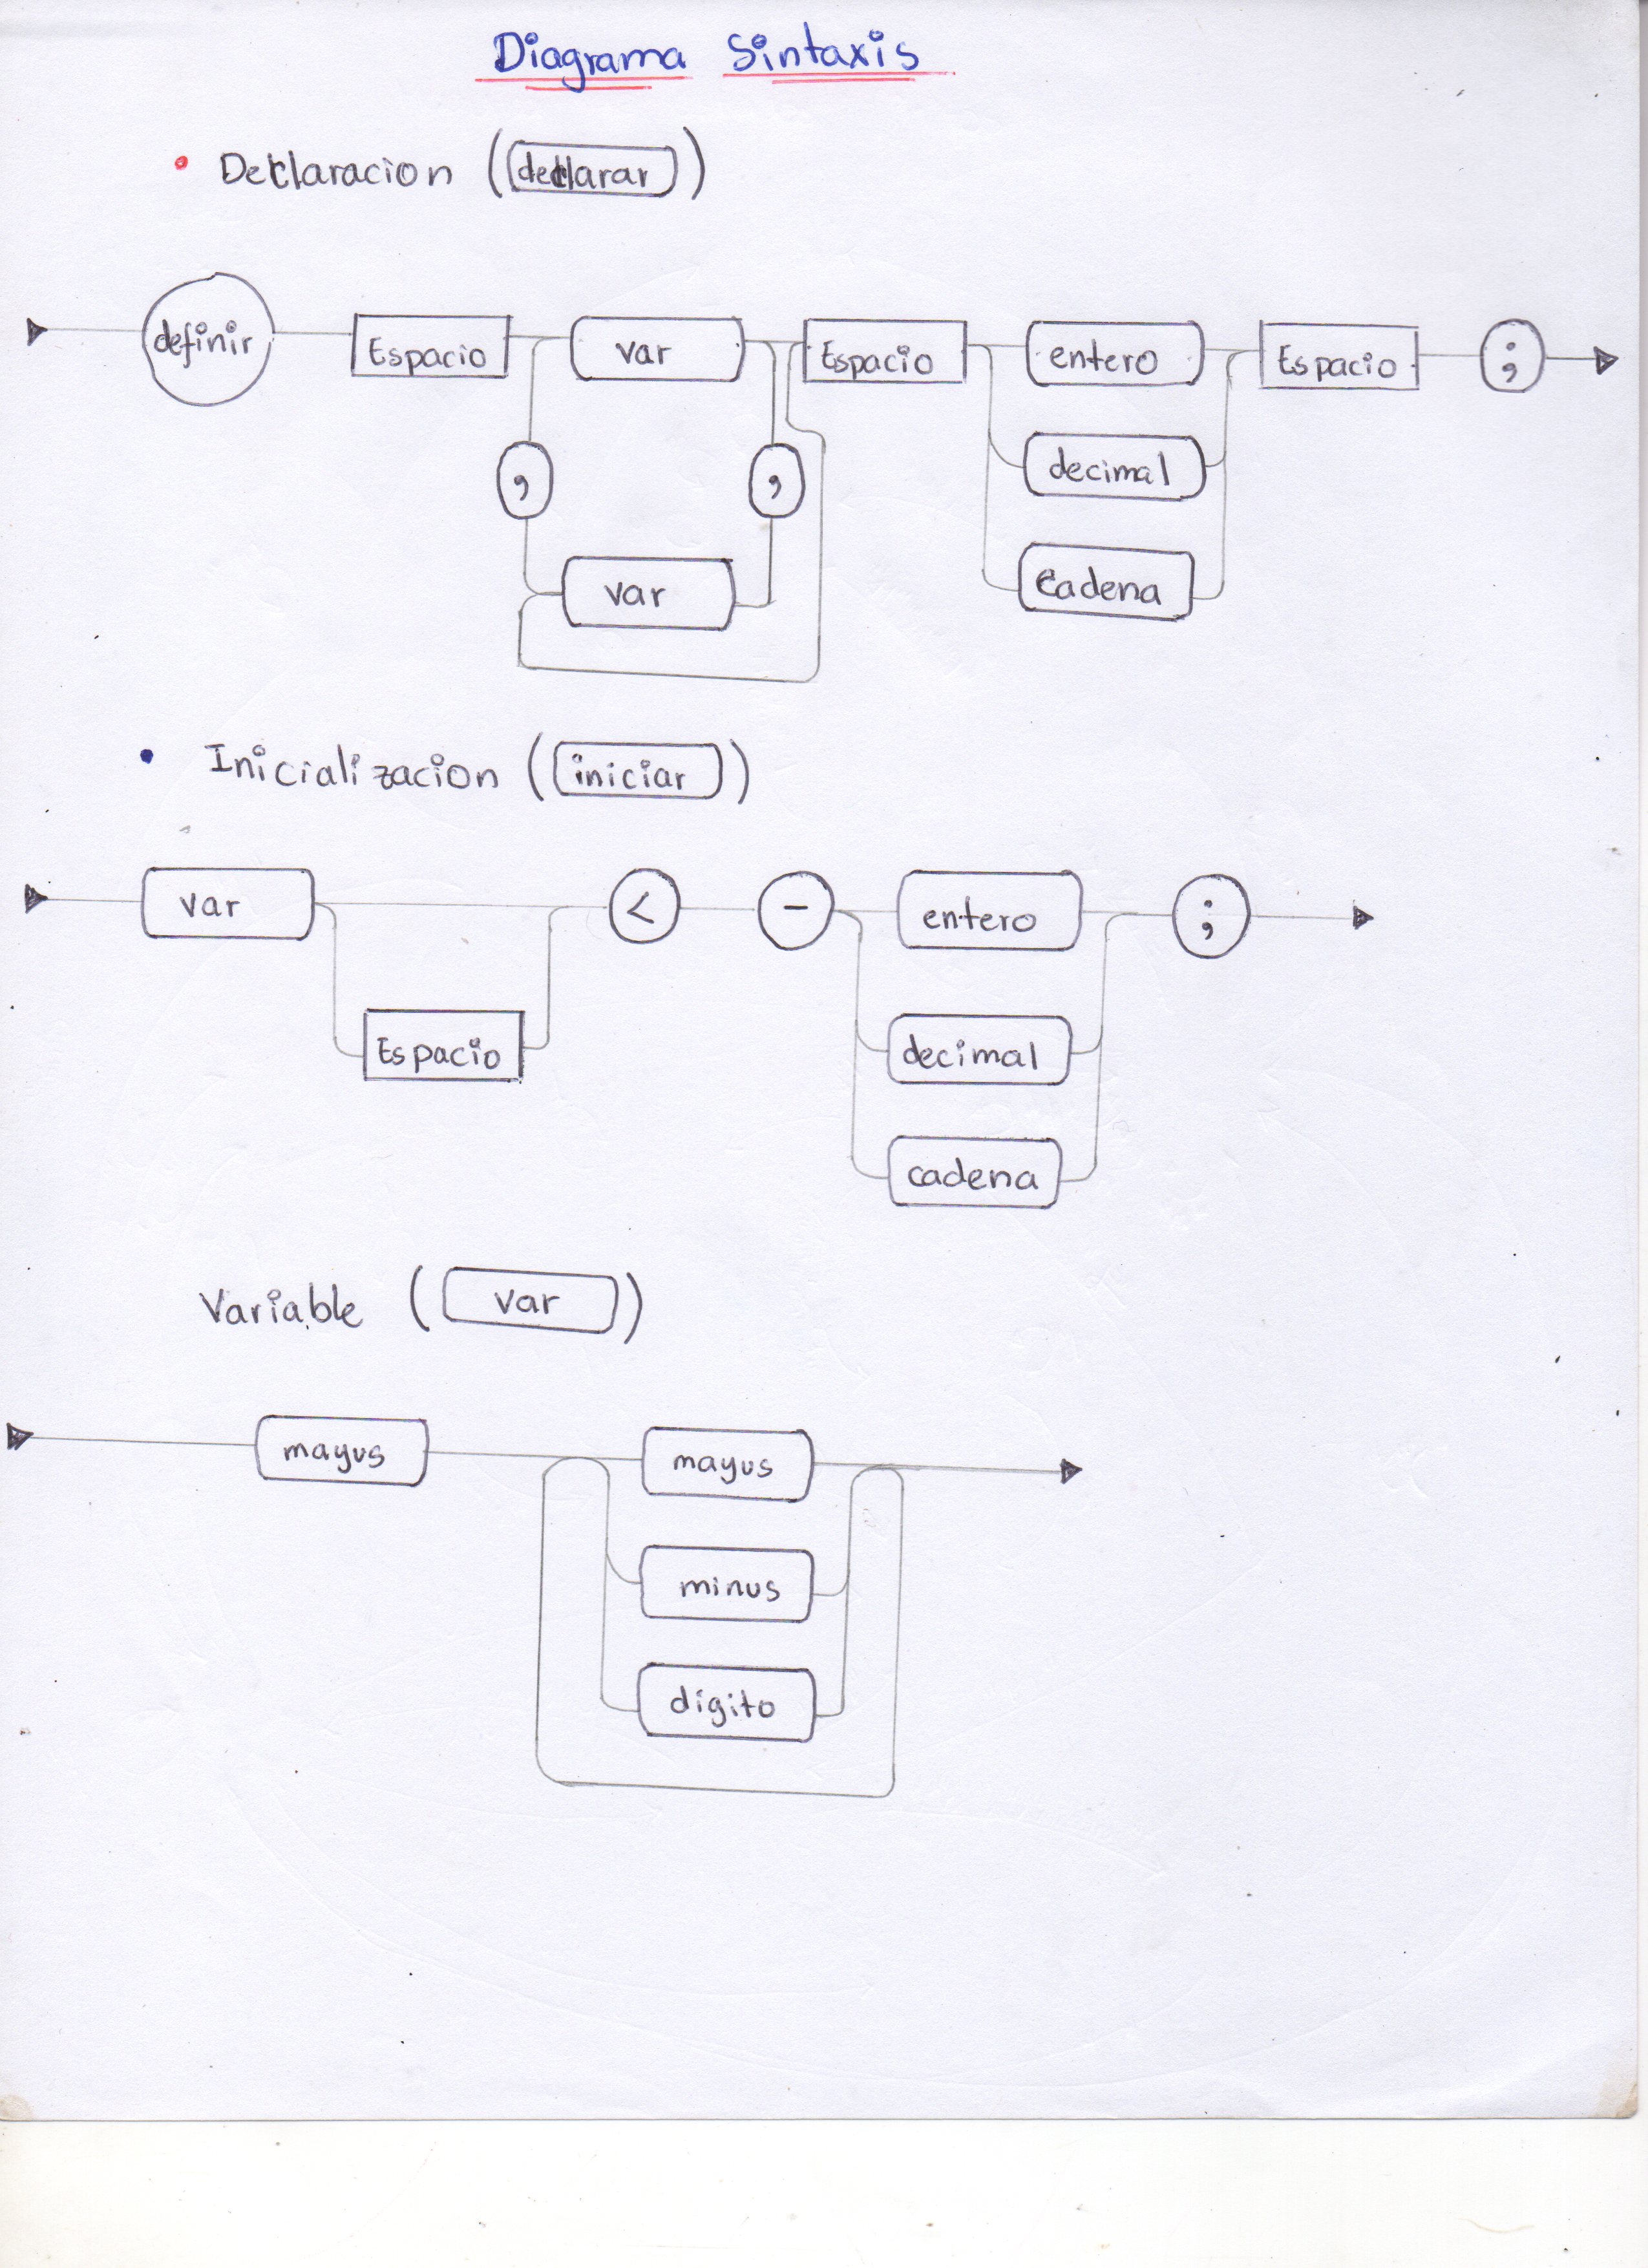 Diagrama Sintaxis
Declaracion (declarar)
definir Espacio var Espacio entero Espacio ;
, , decimal
var Cadena
Inicializacion (iniciar)
var < - entero ;
Espacio decimal
cadena
Variable (var)
mayus mayus
minus
digito